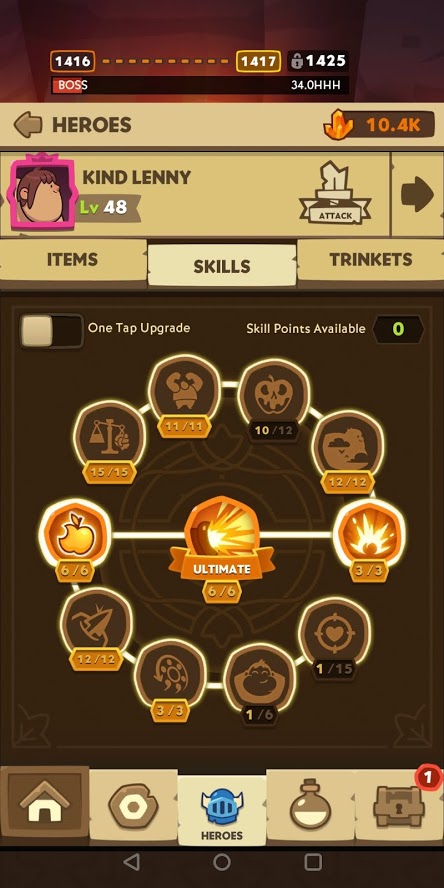 1416
1417
1425
BOSS
34.0HHH
HEROES
10.4K
KIND LENNY
Lv 48
ATTACK
ITEMS
SKILLS
TRINKETS
One Tap Upgrade
Skill Points Available
0
11/11
10/12
15/15
12/12
6/6
ULTIMATE
6/6
3/3
12/12
1/15
3/3
1/6
1
HEROES